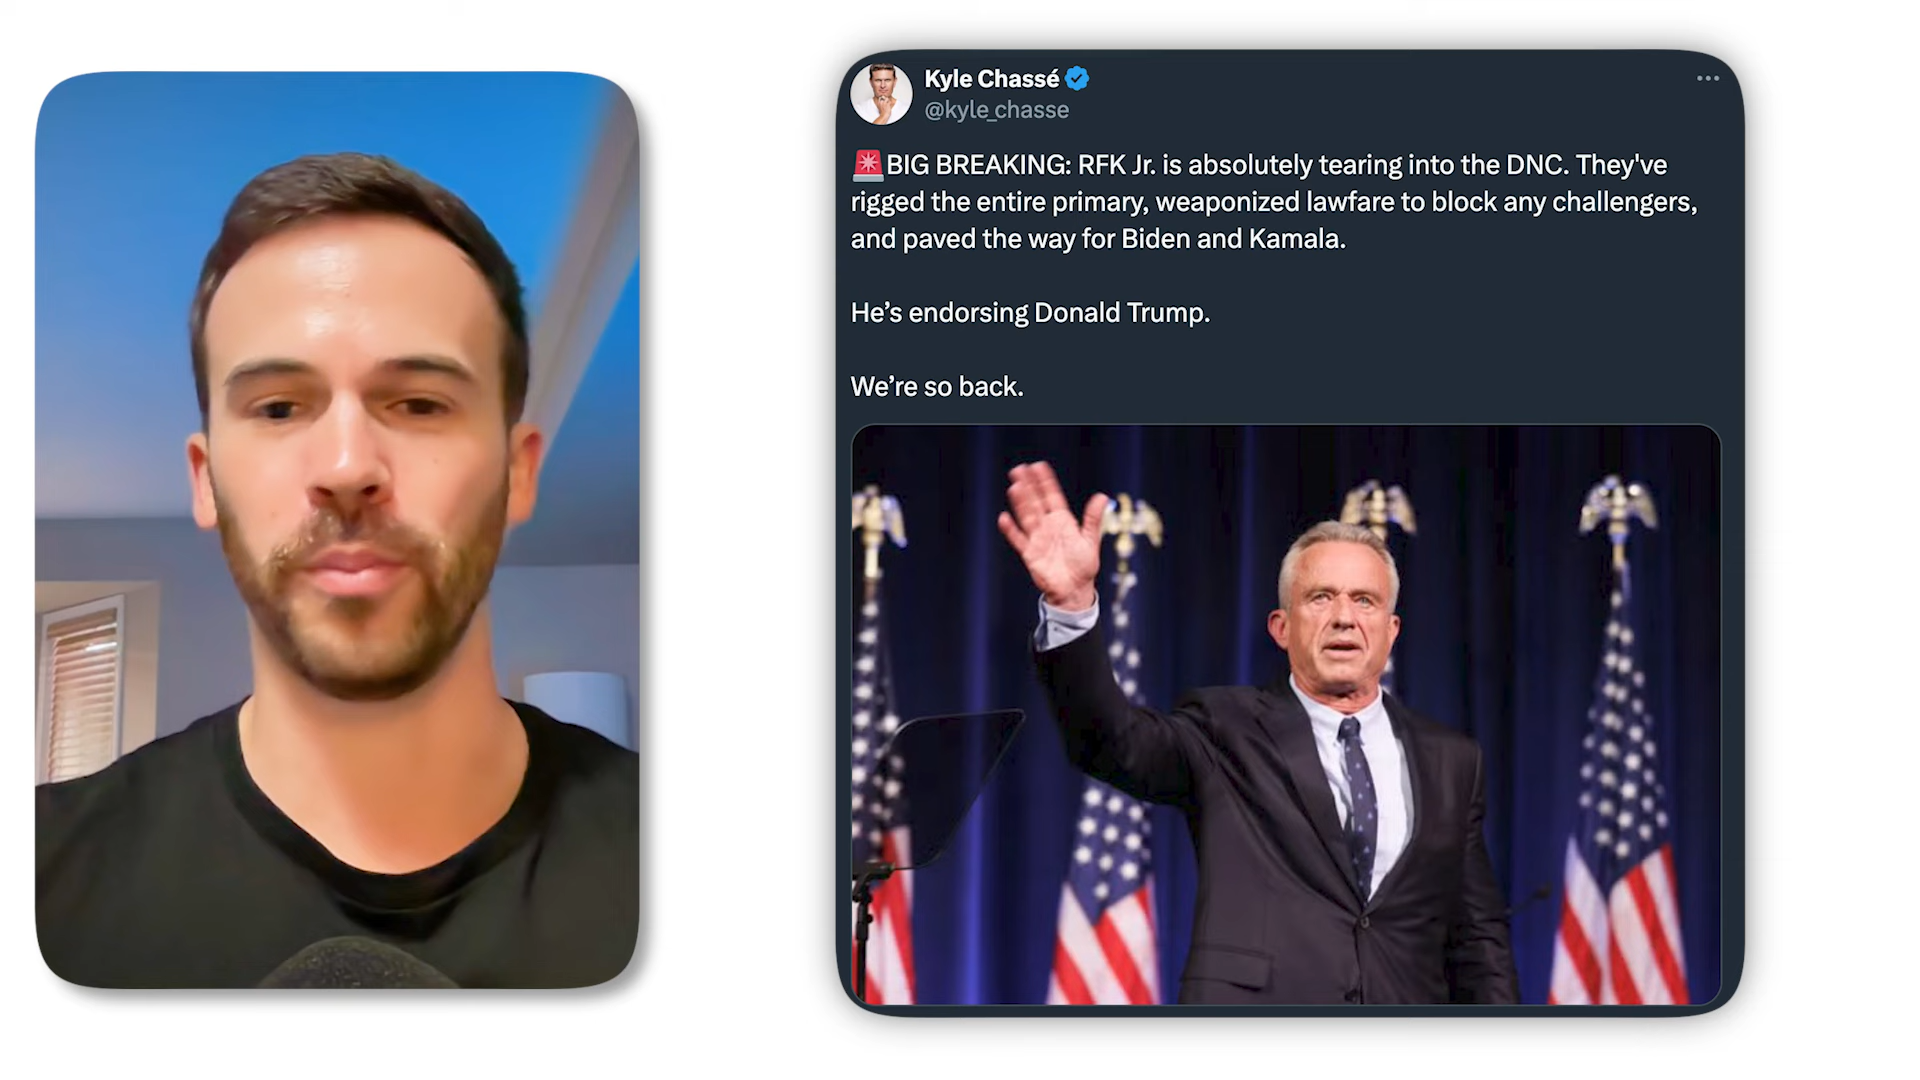 Kyle Chassé
@kyle_chasse
🚨BIG BREAKING: RFK Jr. is absolutely tearing into the DNC. They've
rigged the entire primary, weaponized lawfare to block any challengers,
and paved the way for Biden and Kamala.
He’s endorsing Donald Trump.
We’re so back.